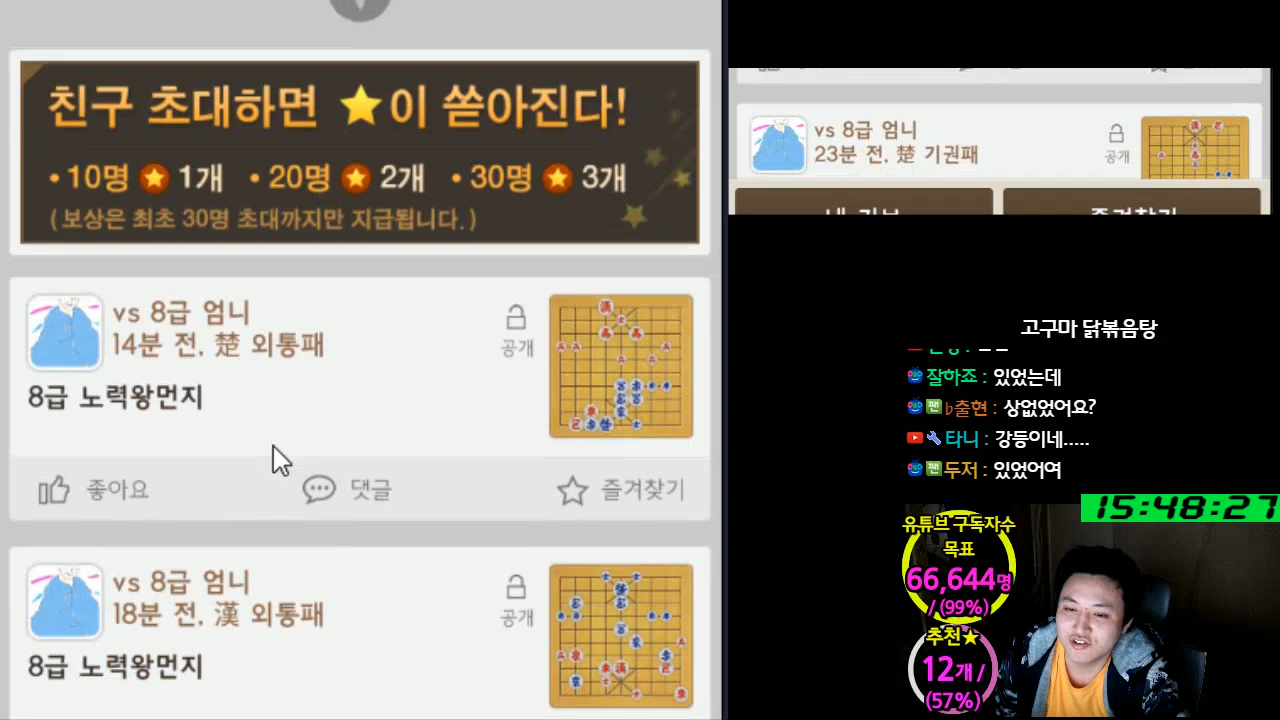 친구 초대하면 ★이 쏟아진다!
• 10명 ★ 1개 • 20명 ★ 2개 • 30명 ★ 3개
( 보상은 최초 30명 초대까지만 지급됩니다. )
vs 8급 엄니
14분 전, 楚 외통패
공개
8급 노력왕먼지
좋아요
댓글
즐겨찾기
vs 8급 엄니
18분 전, 漢 외통패
공개
8급 노력왕먼지
vs 8급 엄니
23분 전, 楚 기권패
공개
고구마 닭볶음탕
잘하죠 : 있었는데
팬 b출현 : 상없었어요?
타니 : 강등이네.....
팬 두저 : 있었어여
15:48:27
유튜브 구독자수
목표
66,644명
/ (99%)
추천★
12개 /
(57%)